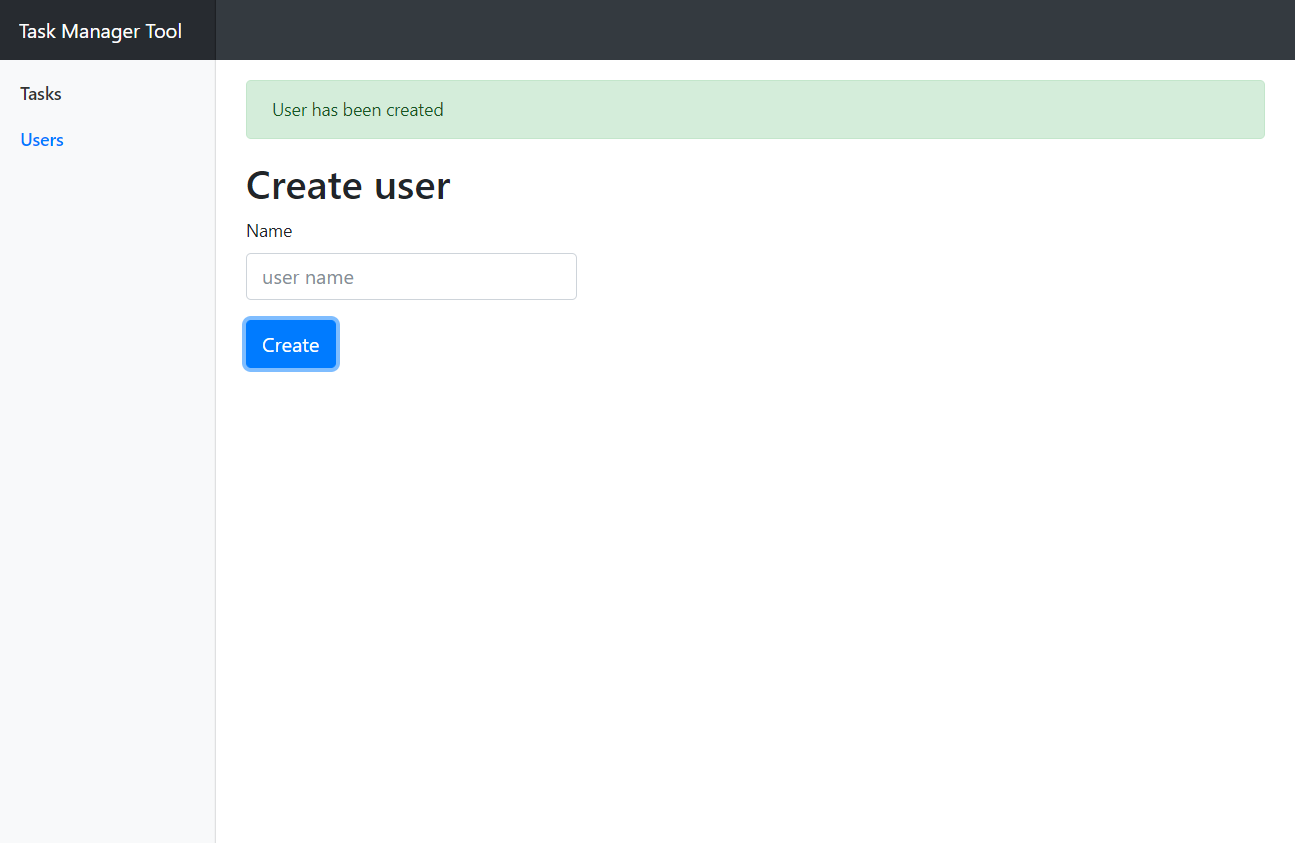 Task Manager Tool
Tasks
Users
User has been created
Create user
Name
user name
Create